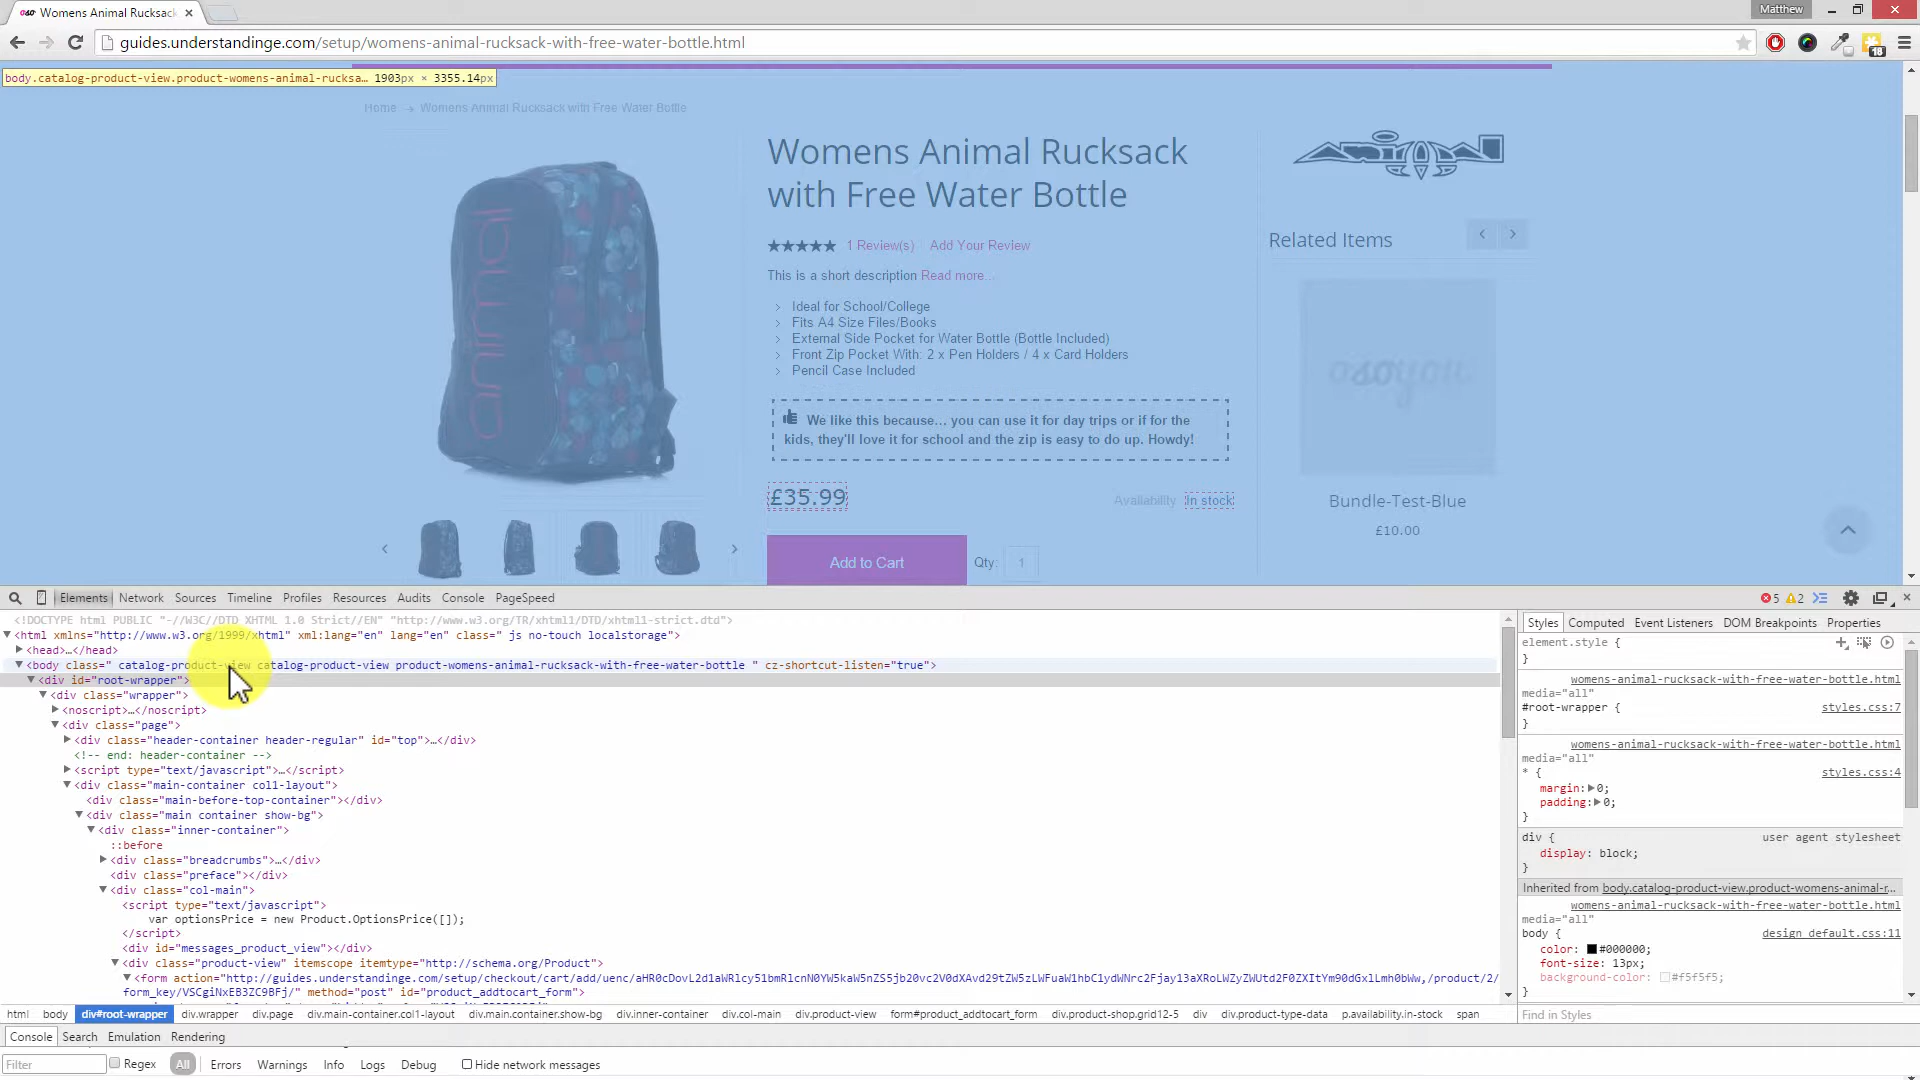 Womens Animal Rucksack
Matthew
guides.understandinge.com/setup/womens-animal-rucksack-with-free-water-bottle.html
18
body.catalog-product-view.product-womens-animal-rucksa... 1903px × 3355.14px
Home → Womens Animal Rucksack with Free Water Bottle
Womens Animal Rucksack
with Free Water Bottle
1 Review(s) Add Your Review
This is a short description Read more...
Ideal for School/College
Fits A4 Size Files/Books
External Side Pocket for Water Bottle (Bottle Included)
Front Zip Pocket With: 2 x Pen Holders / 4 x Card Holders
Pencil Case Included
We like this because... you can use it for day trips or if for the
kids, they'll love it for school and the zip is easy to do up. Howdy!
£35.99
Availability In stock
Add to Cart
Qty: 1
animal
Related Items
osoyou
Bundle-Test-Blue
£10.00
Elements Network Sources Timeline Profiles Resources Audits Console PageSpeed
5 2
<!DOCTYPE html PUBLIC "-//W3C//DTD XHTML 1.0 Strict//EN" "http://www.w3.org/TR/xhtml1/DTD/xhtml1-strict.dtd">
<html xmlns="http://www.w3.org/1999/xhtml" xml:lang="en" lang="en" class=" js no-touch localstorage">
<head>…</head>
<body class=" catalog-product-view catalog-product-view product-womens-animal-rucksack-with-free-water-bottle " cz-shortcut-listen="true">
<div id="root-wrapper">
<div class="wrapper">
<noscript>…</noscript>
<div class="page">
<div class="header-container header-regular" id="top">…</div>
<!-- end: header-container -->
<script type="text/javascript">…</script>
<div class="main-container col1-layout">
<div class="main-before-top-container"></div>
<div class="main container show-bg">
<div class="inner-container">
::before
<div class="breadcrumbs">…</div>
<div class="preface"></div>
<div class="col-main">
<script type="text/javascript">
var optionsPrice = new Product.OptionsPrice([]);
</script>
<div id="messages_product_view"></div>
<div class="product-view" itemscope itemtype="http://schema.org/Product">
form_key/VSCgiNxEB3ZC9BFj/" method="post" id="product_addtocart_form">
html body div#root-wrapper div.wrapper div.page div.main-container.col1-layout div.main.container.show-bg div.inner-container div.col-main div.product-view form#product_addtocart_form div.product-shop.grid12-5 div div.product-type-data p.availability.in-stock span
Styles Computed Event Listeners DOM Breakpoints Properties
element.style {
}
womens-animal-rucksack-with-free-water-bottle.html
media="all"
#root-wrapper { styles.css:7
}
womens-animal-rucksack-with-free-water-bottle.html
media="all"
* { styles.css:4
margin: 0;
padding: 0;
}
div { user agent stylesheet
display: block;
}
Inherited from body.catalog-product-view.product-womens-animal-r...
womens-animal-rucksack-with-free-water-bottle.html
media="all"
body { design_default.css:11
color: #000000;
font-size: 13px;
background-color: #f5f5f5;
}
Find in Styles
Console Search Emulation Rendering
Filter Regex All Errors Warnings Info Logs Debug Hide network messages